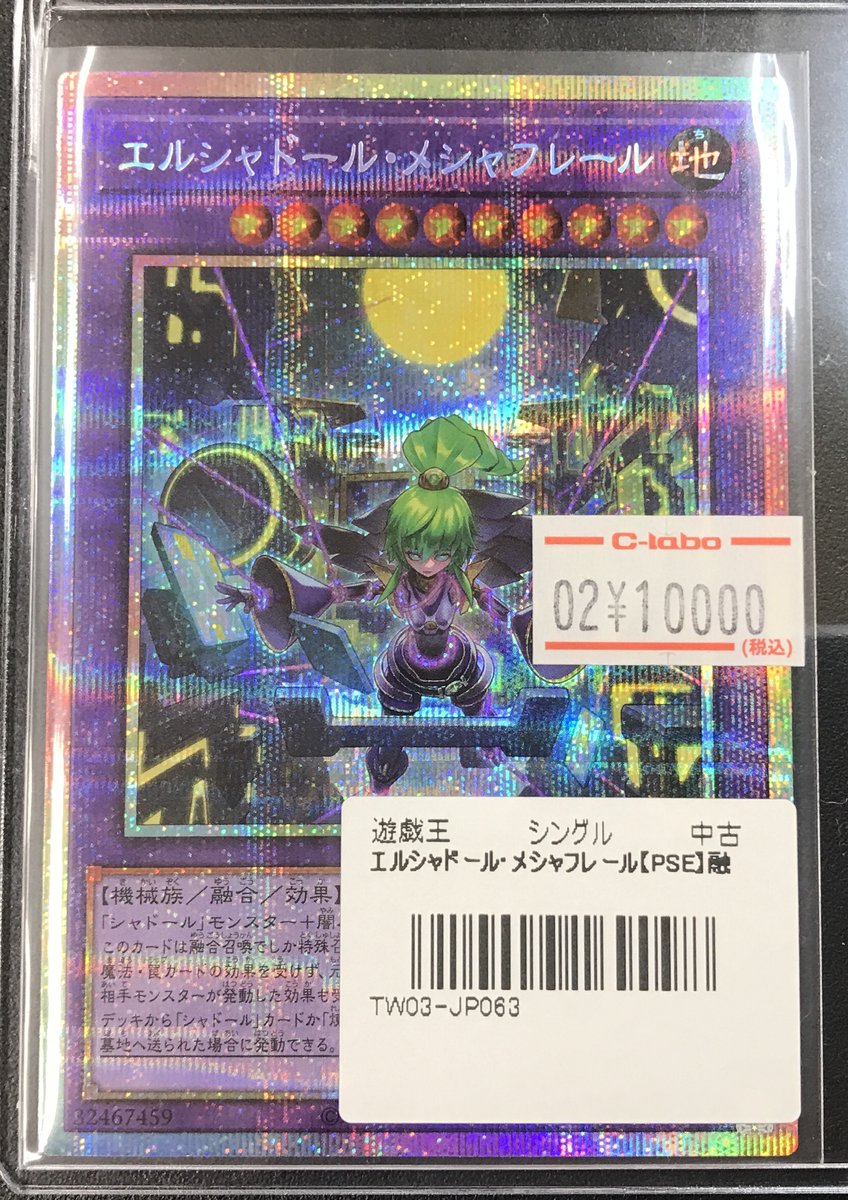 エルシャドール・メシャフレール
ち
地
C-labo
02¥10000
(税込)
遊戯王 シングル 中古
エルシャドール・メシャフレール【PSE】融
TW03-JP063
【機械族/融合/効果】
「シャドール」モンスター+闇
このカードは融合召喚でしか特殊召
魔法・罠カードの効果を受けず、元
相手モンスターが発動した効果も受
デッキから「シャドール」カードか「
墓地へ送られた場合に発動できる。
32467459
©